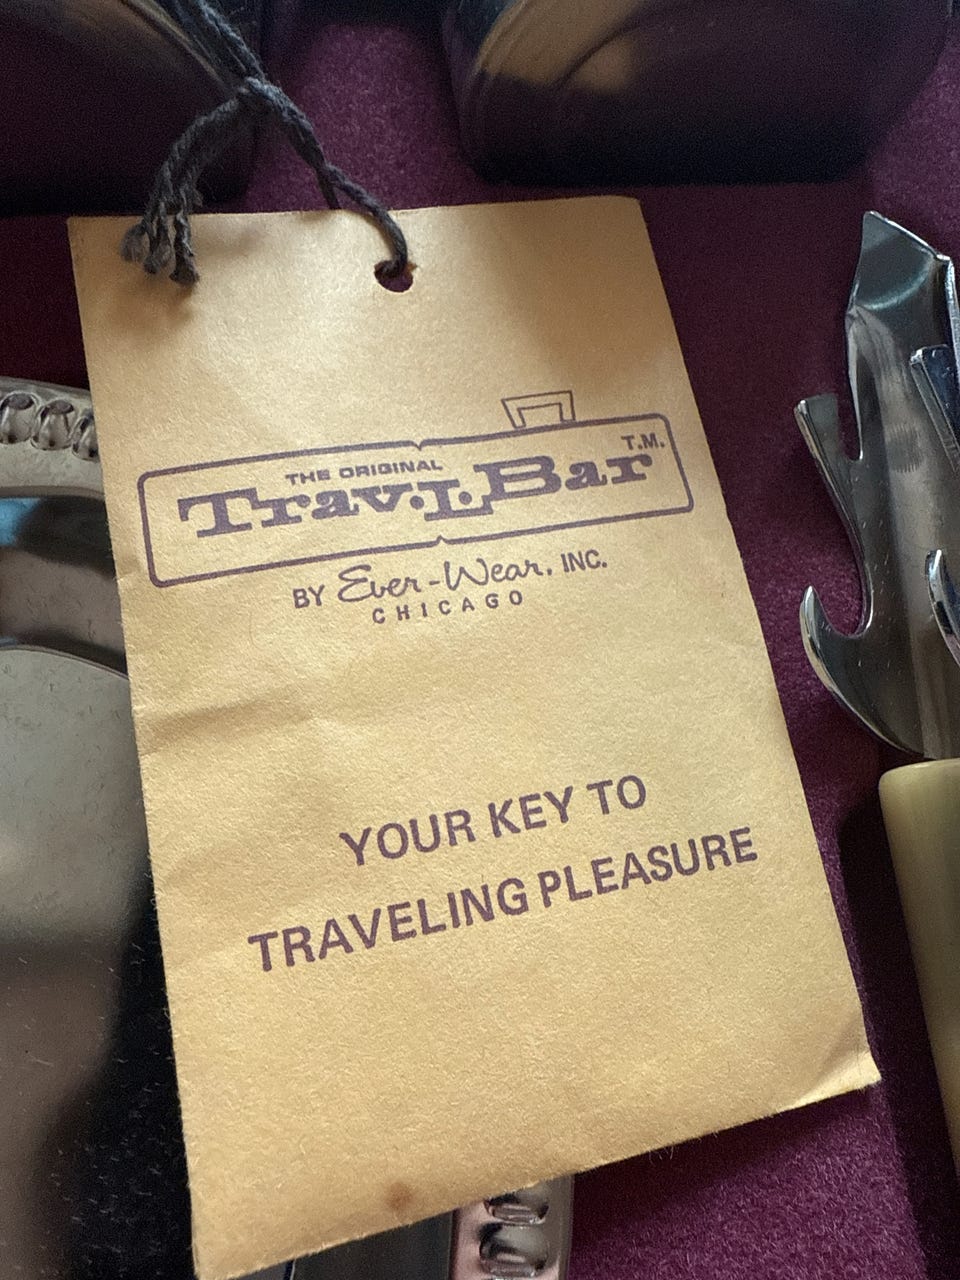 THE ORIGINAL
Trav·L·Bar T.M.
BY Ever-Wear, INC.
CHICAGO
YOUR KEY TO
TRAVELING PLEASURE